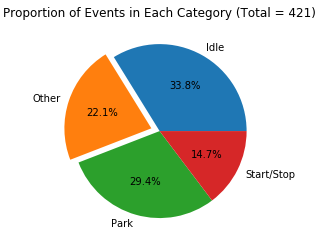 Proportion of Events in Each Category (Total = 421)
Idle
33.8%
Other
22.1%
14.7%
Start/Stop
29.4%
Park